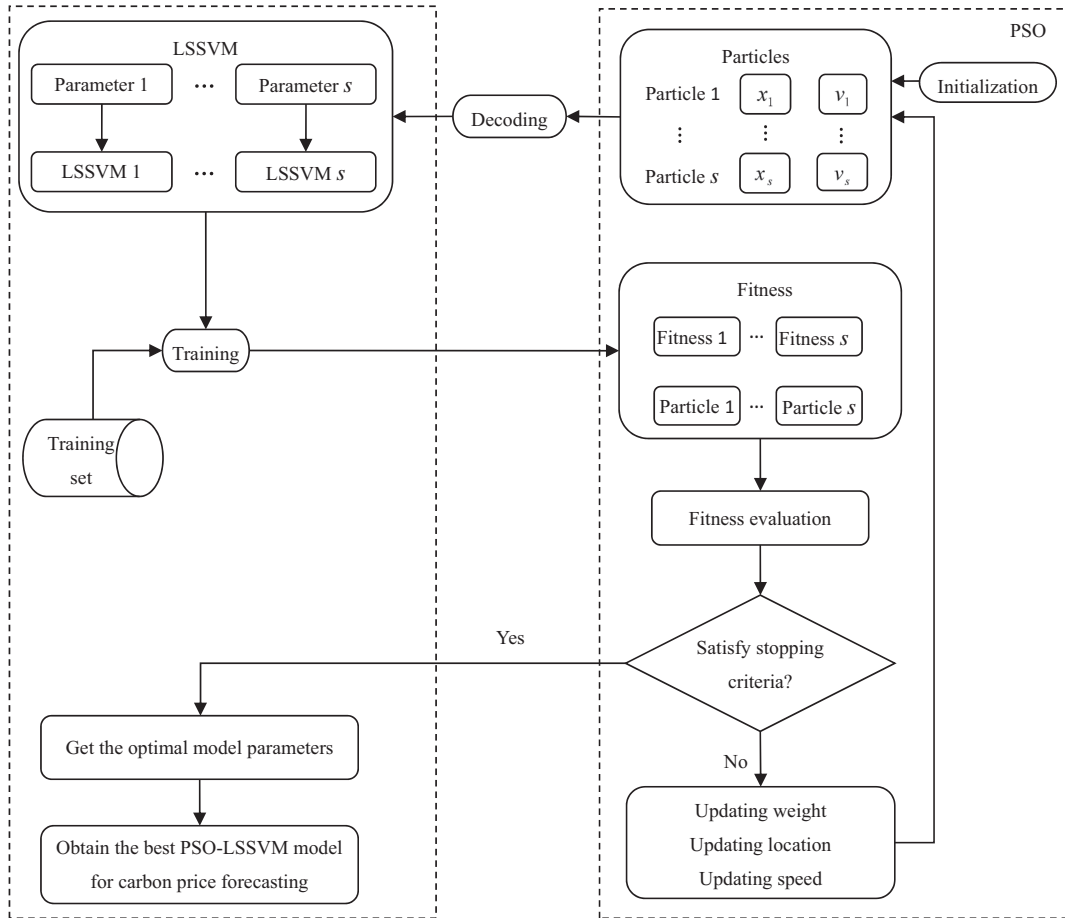 PSO
LSSVM
Parameter 1 ... Parameter s
LSSVM 1 ... LSSVM s
Decoding
Particles
Particle 1 x₁ v₁
⋮ ⋮ ⋮
Particle s xₛ vₛ
Initialization
Training
Training
set
Fitness
Fitness 1 ... Fitness s
Particle 1 ... Particle s
Fitness evaluation
Satisfy stopping
criteria?
Yes
No
Get the optimal model parameters
Obtain the best PSO-LSSVM model
for carbon price forecasting
Updating weight
Updating location
Updating speed